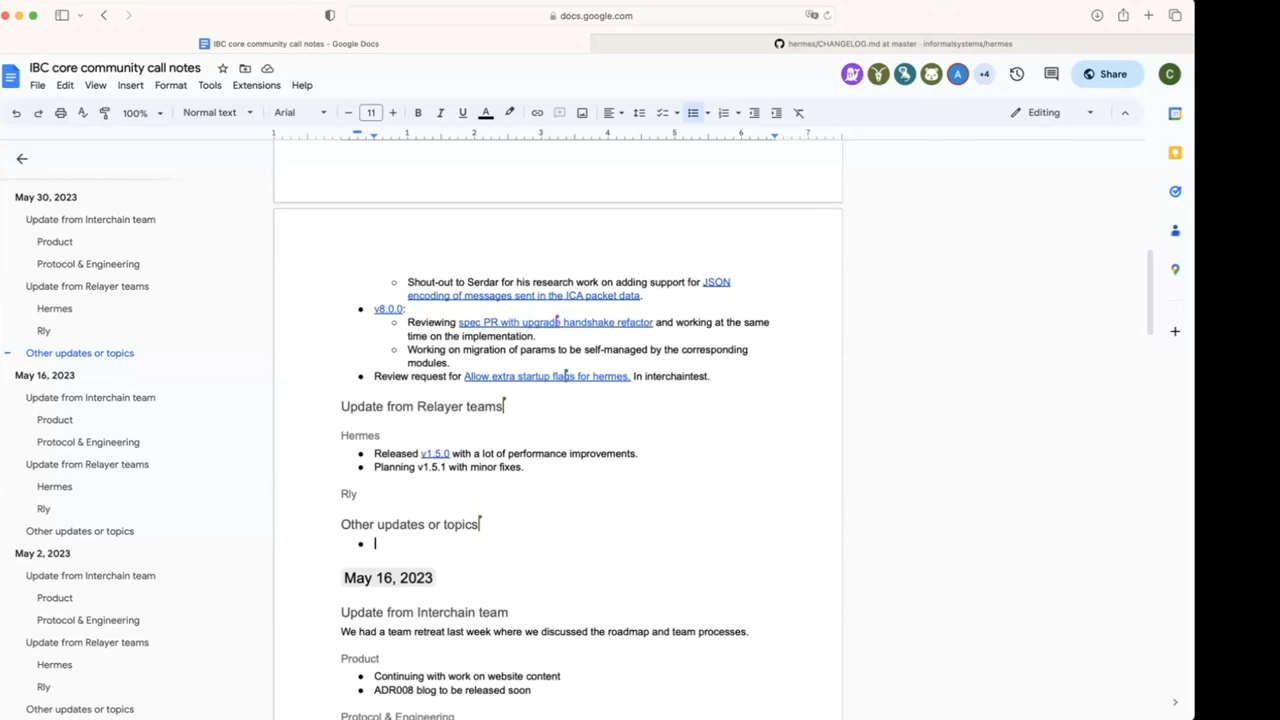 docs.google.com
IBC core community call notes - Google Docs
hermes/CHANGELOG.md at master · informalsystems/hermes
IBC core community call notes
File Edit View Insert Format Tools Extensions Help
A
+4
Share
C
100% Normal text Arial 11 B I U A Editing
1 1 2 3 4 5 6 7
May 30, 2023
Update from Interchain team
Product
Protocol & Engineering
Update from Relayer teams
Hermes
Rly
Other updates or topics
May 16, 2023
Update from Interchain team
Product
Protocol & Engineering
Update from Relayer teams
Hermes
Rly
Other updates or topics
May 2, 2023
Update from Interchain team
Product
Protocol & Engineering
Update from Relayer teams
Hermes
Rly
Other updates or topics
Shout-out to Serdar for his research work on adding support for JSON
encoding of messages sent in the ICA packet data.
v8.0.0:
Reviewing spec PR with upgrade handshake refactor and working at the same
time on the implementation.
Working on migration of params to be self-managed by the corresponding
modules.
Review request for Allow extra startup flags for hermes. In interchaintest.
Update from Relayer teams
Hermes
Released v1.5.0 with a lot of performance improvements.
Planning v1.5.1 with minor fixes.
Rly
Other updates or topics
May 16, 2023
Update from Interchain team
We had a team retreat last week where we discussed the roadmap and team processes.
Product
Continuing with work on website content
ADR008 blog to be released soon
Protocol & Engineering